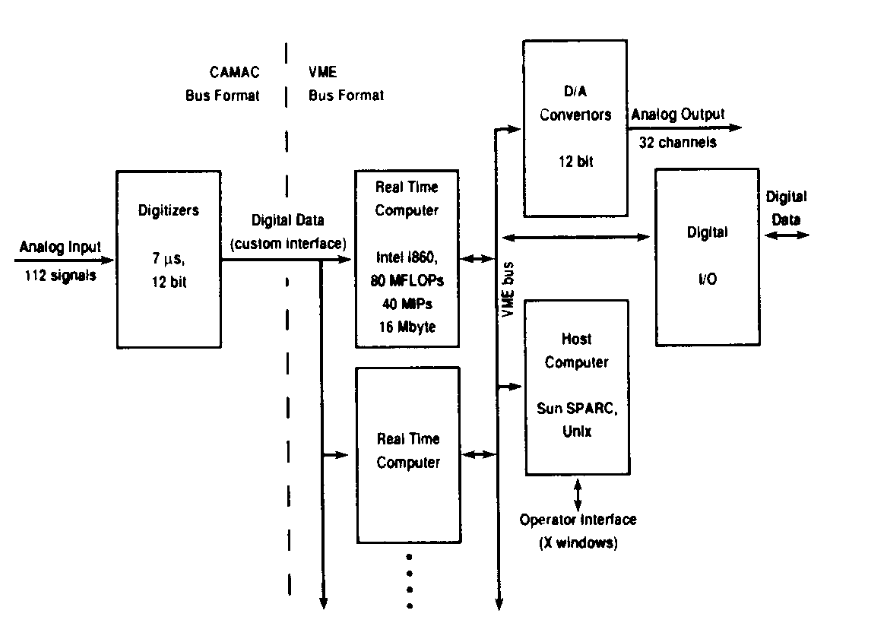 CAMAC
Bus Format
VME
Bus Format
Analog Input
112 signals
Digitizers
7 µs,
12 bit
Digital Data
(custom interface)
Real Time
Computer
Intel i860,
80 MFLOPs
40 MIPs
16 Mbyte
Real Time
Computer
VME bus
D/A
Convertors
12 bit
Analog Output
32 channels
Digital
I/O
Digital
Data
Host
Computer
Sun SPARC,
Unix
Operator Interface
(X windows)